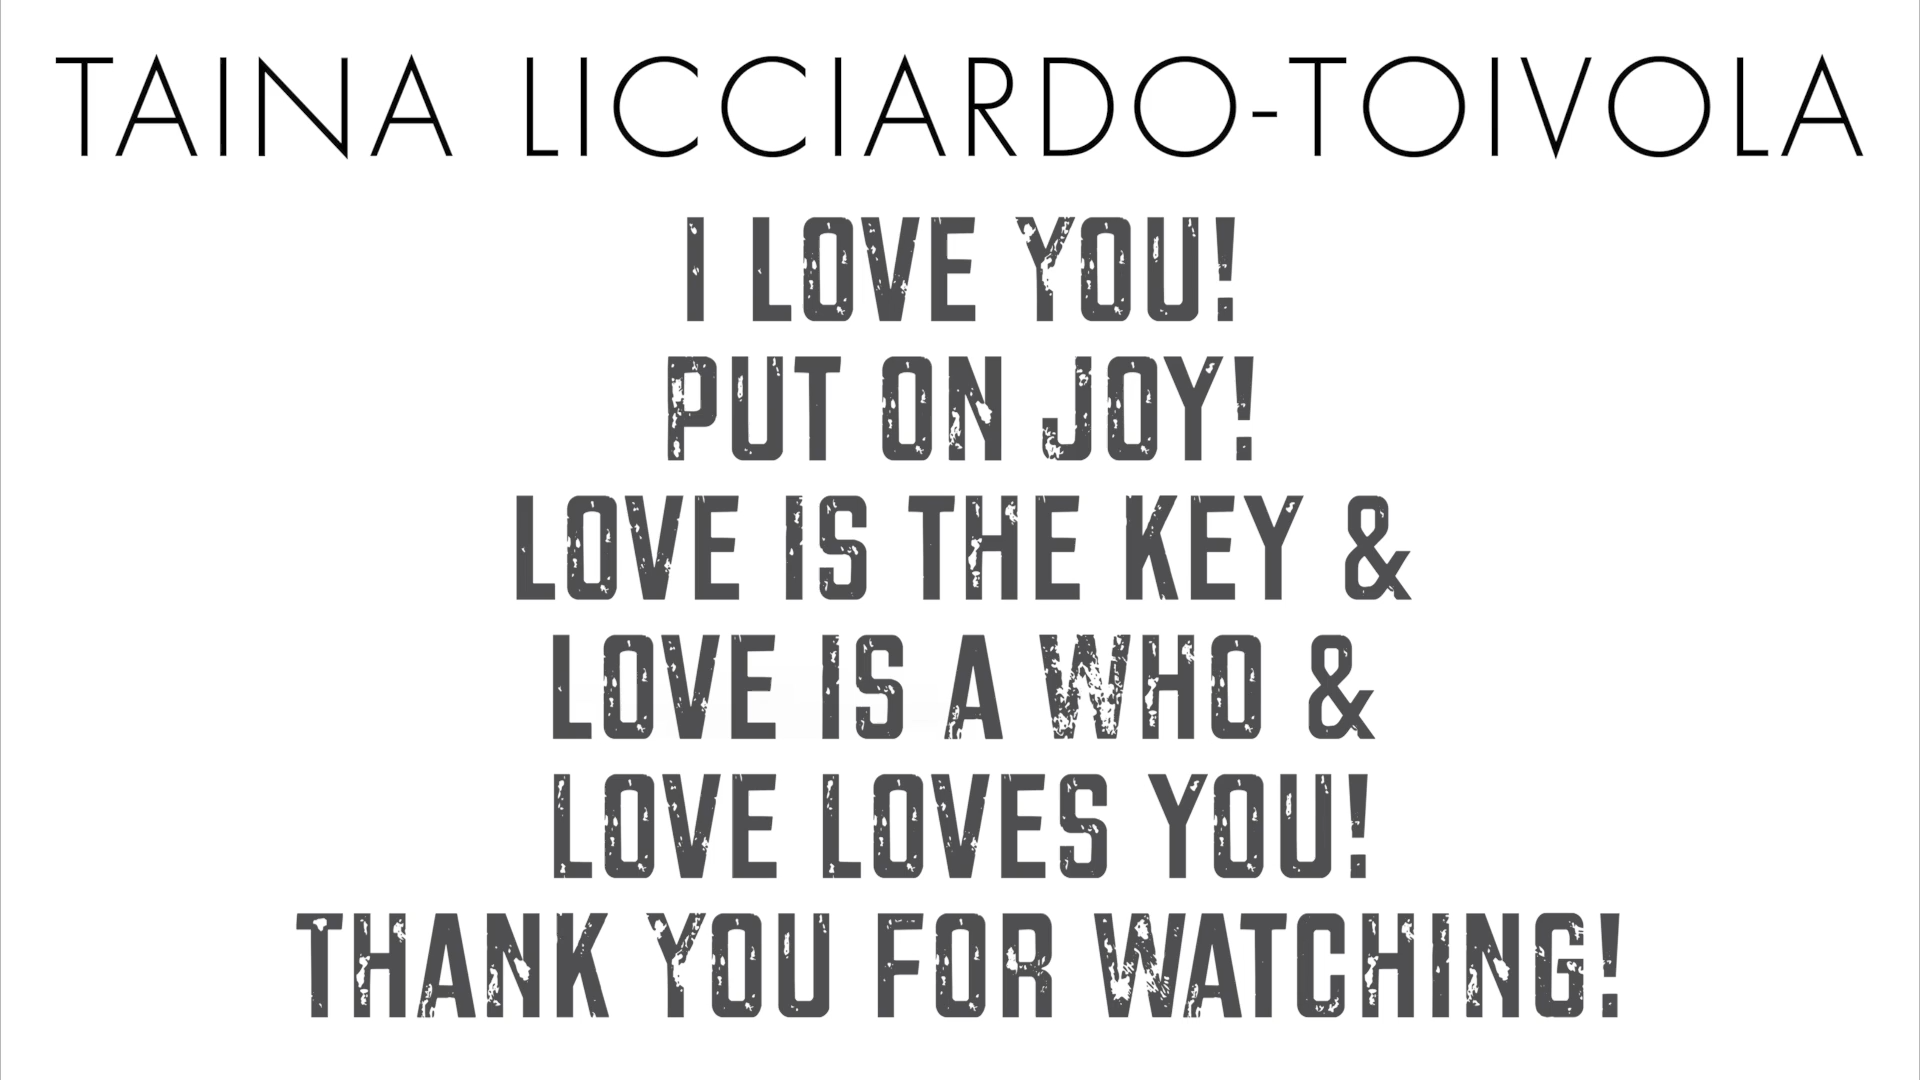 TAINA LICCIARDO-TOIVOLA
I LOVE YOU!
PUT ON JOY!
LOVE IS THE KEY &
LOVE IS A WHO &
LOVE LOVES YOU!
THANK YOU FOR WATCHING!